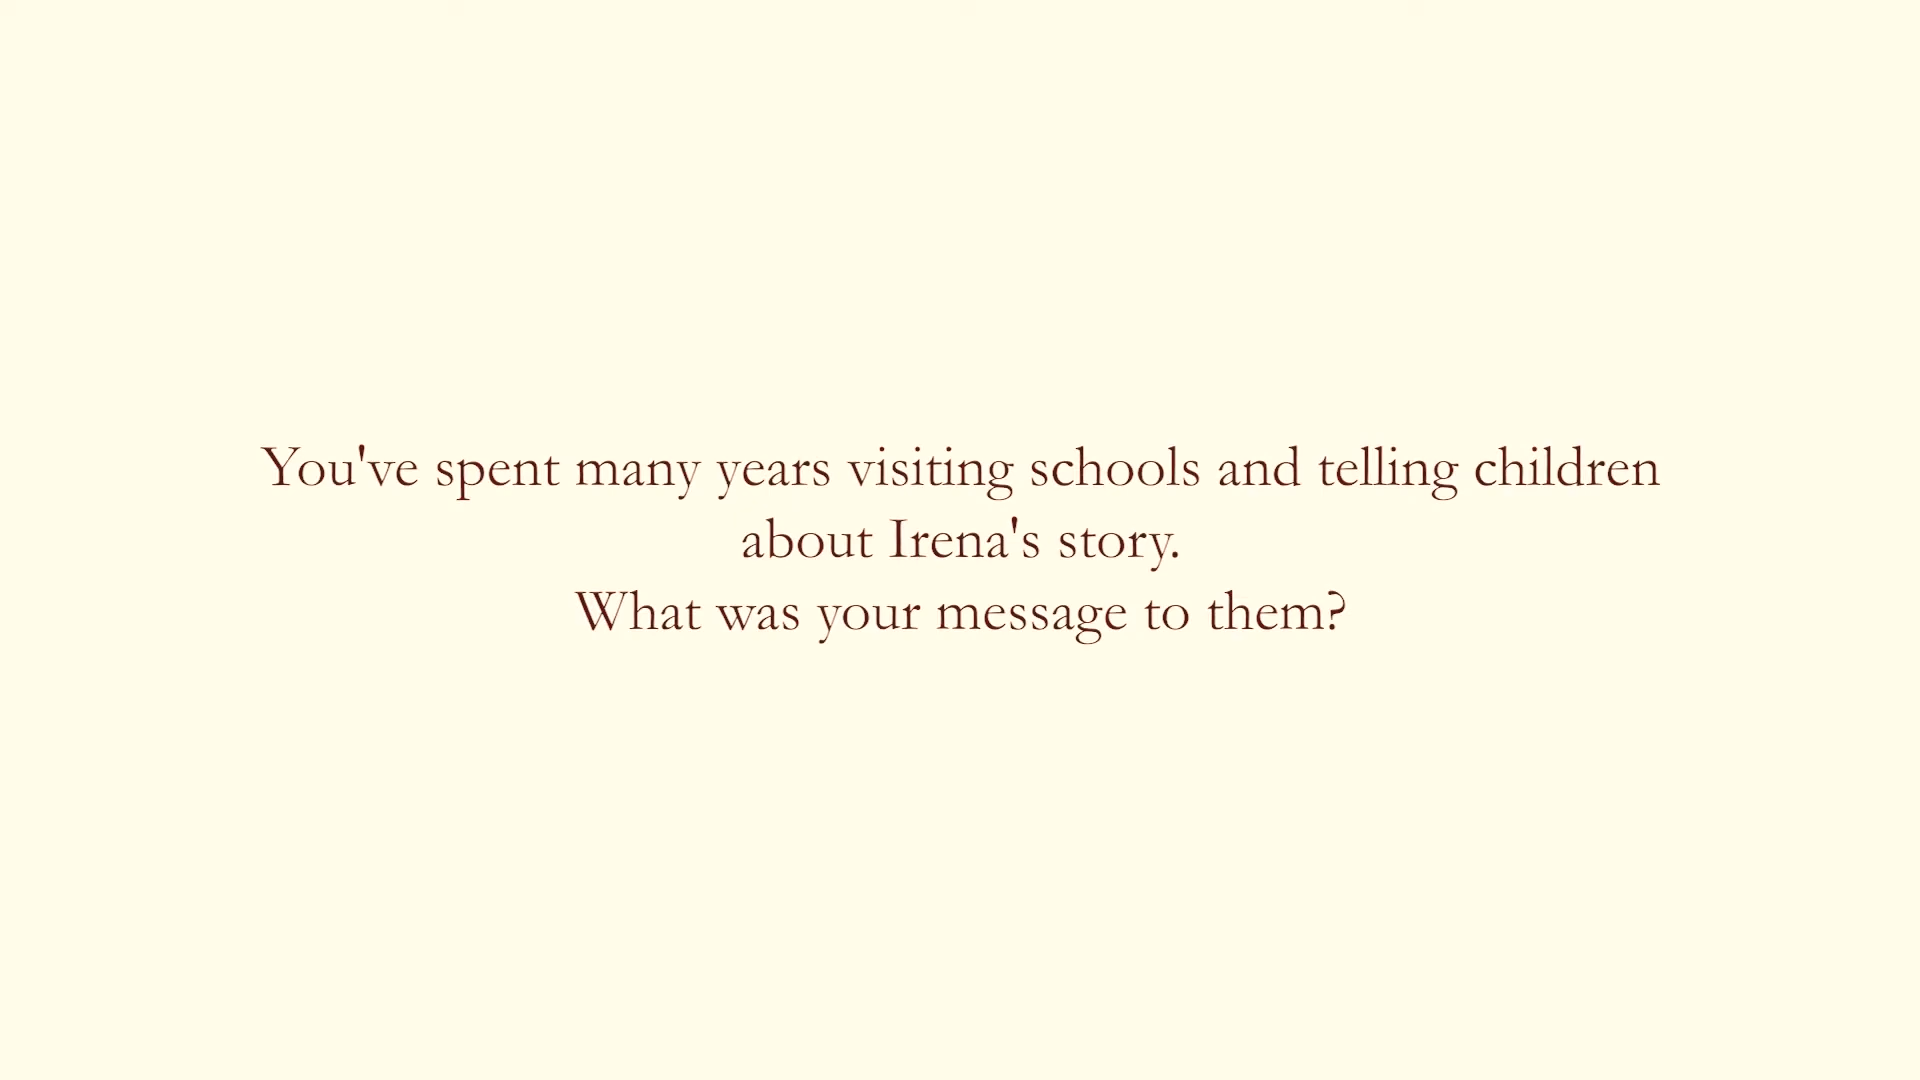 You've spent many years visiting schools and telling children
about Irena's story.
What was your message to them?